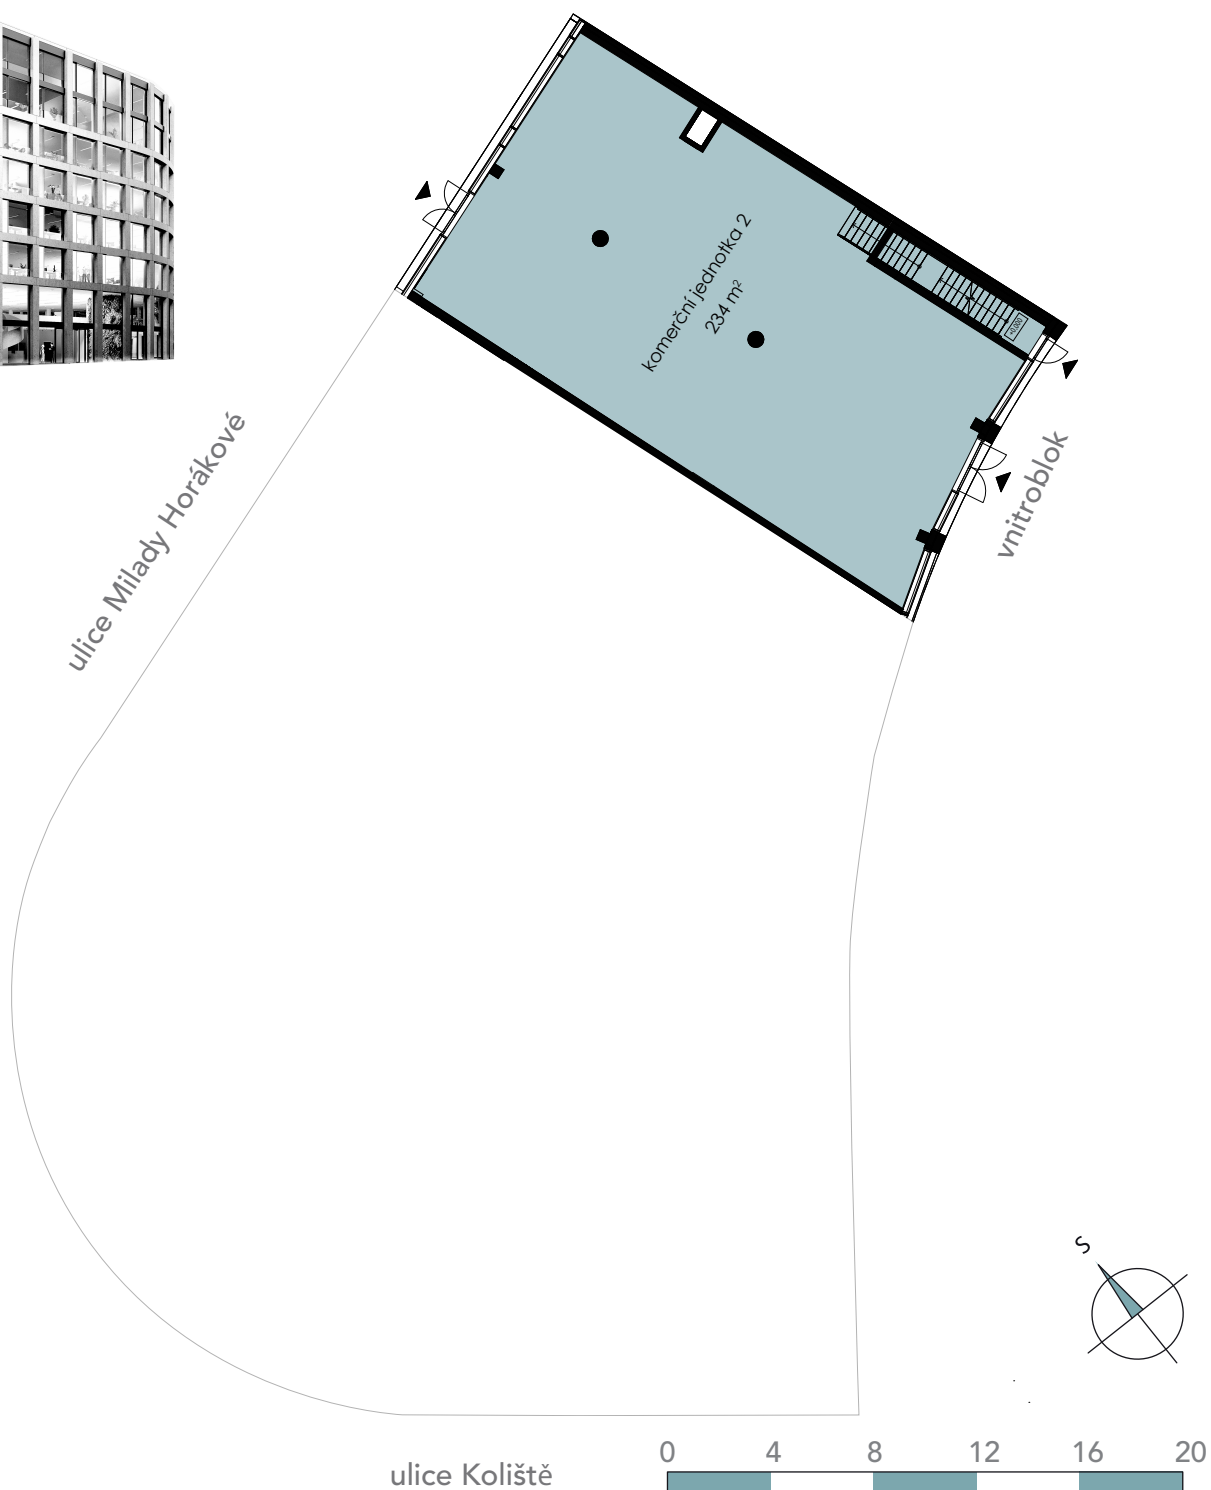 komerční jednotka 2
234 m²
ulice Milady Horákové
vnitroblok
S
0 4 8 12 16 20
ulice Koliště